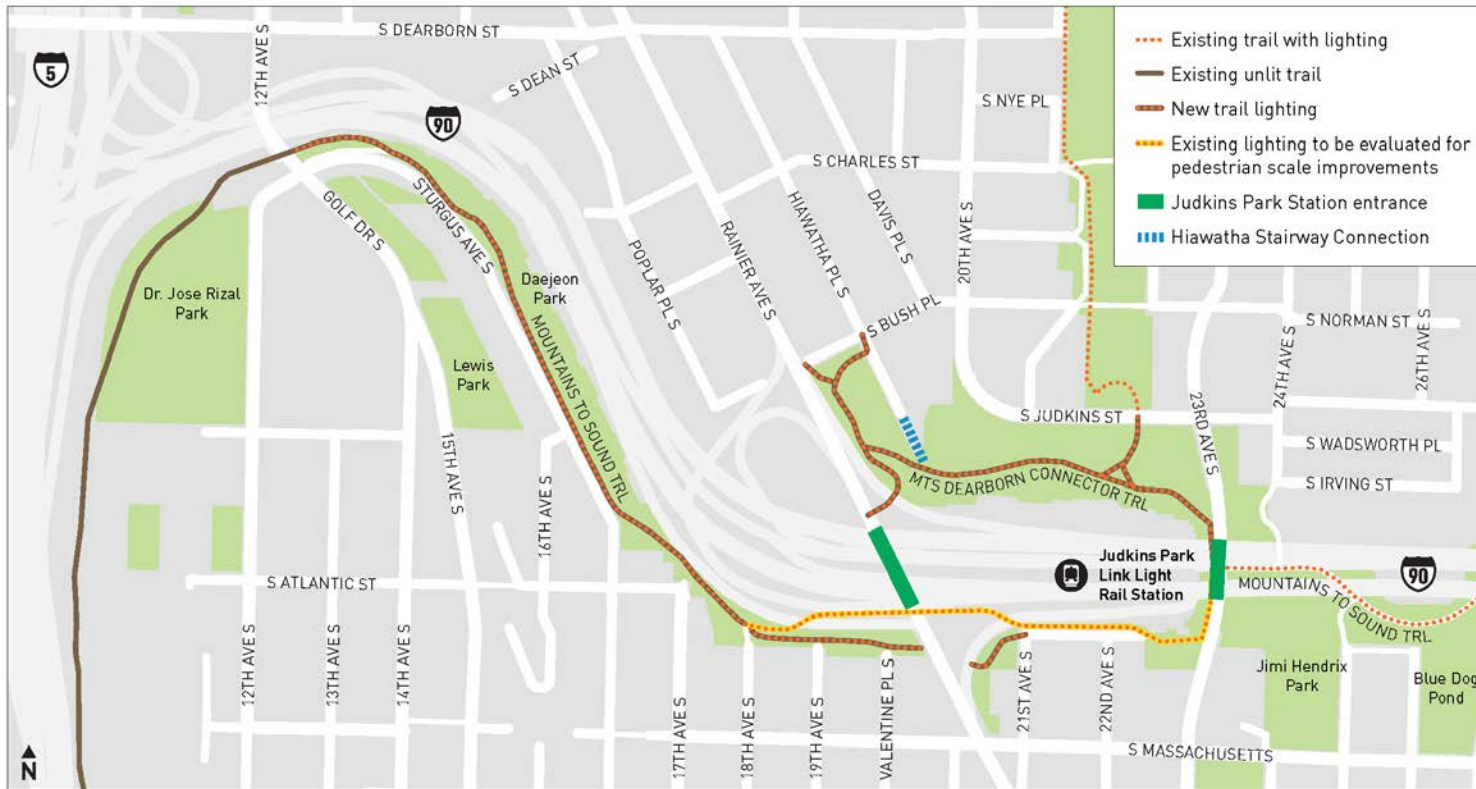 S DEARBORN ST
12TH AVE S
5
S DEAN ST
90
Existing trail with lighting
Existing unlit trail
New trail lighting
Existing lighting to be evaluated for
pedestrian scale improvements
Judkins Park Station entrance
Hiawatha Stairway Connection
S NYE PL
S CHARLES ST
GOLF DR S
STURGUS AVE S
POPLAR PL S
RAINIER AVE S
HIAWATHA PL S
DAVIS PL S
20TH AVE S
Daejeon
Park
Dr. Jose Rizal
Park
MOUNTAINS TO SOUND TRL
S BUSH PL
S NORMAN ST
24TH AVE S
26TH AVE S
Lewis
Park
15TH AVE S
16TH AVE S
S JUDKINS ST
23RD AVE S
S WADSWORTH PL
S IRVING ST
MTS DEARBORN CONNECTOR TRL
S ATLANTIC ST
Judkins Park
Link Light
Rail Station
90
MOUNTAINS TO SOUND TRL
12TH AVE S
13TH AVE S
14TH AVE S
17TH AVE S
18TH AVE S
19TH AVE S
VALENTINE PL S
21ST AVE S
22ND AVE S
Jimi Hendrix
Park
Blue Dog
Pond
S MASSACHUSETTS
N